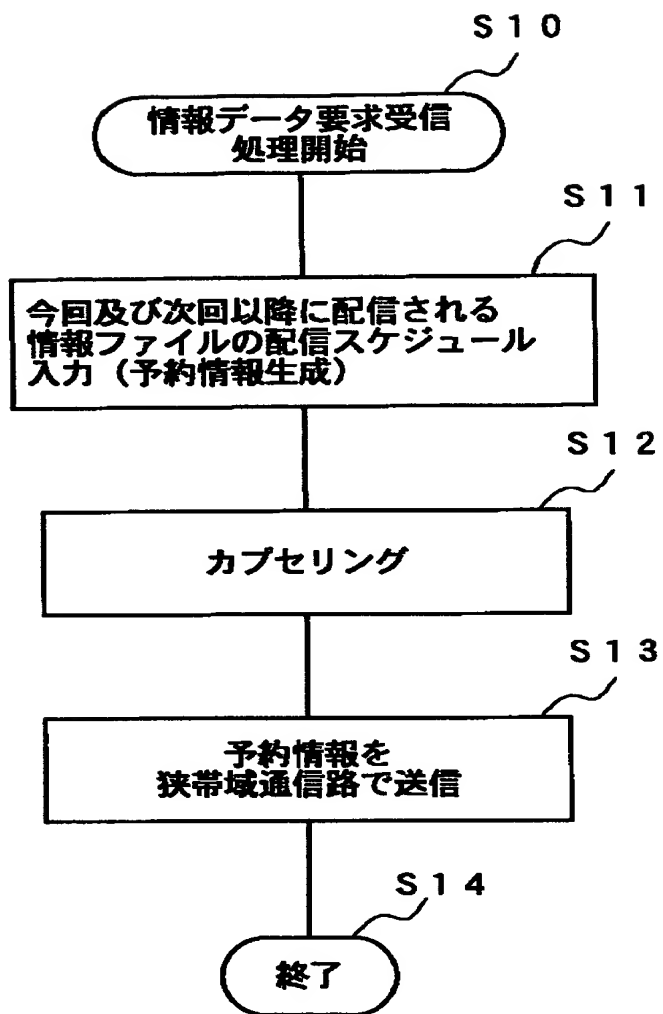 S10
情報データ要求受信
処理開始
S11
今回及び次回以降に配信される
情報ファイルの配信スケジュール
入力（予約情報生成）
S12
カプセリング
S13
予約情報を
狭帯域通信路で送信
S14
終了